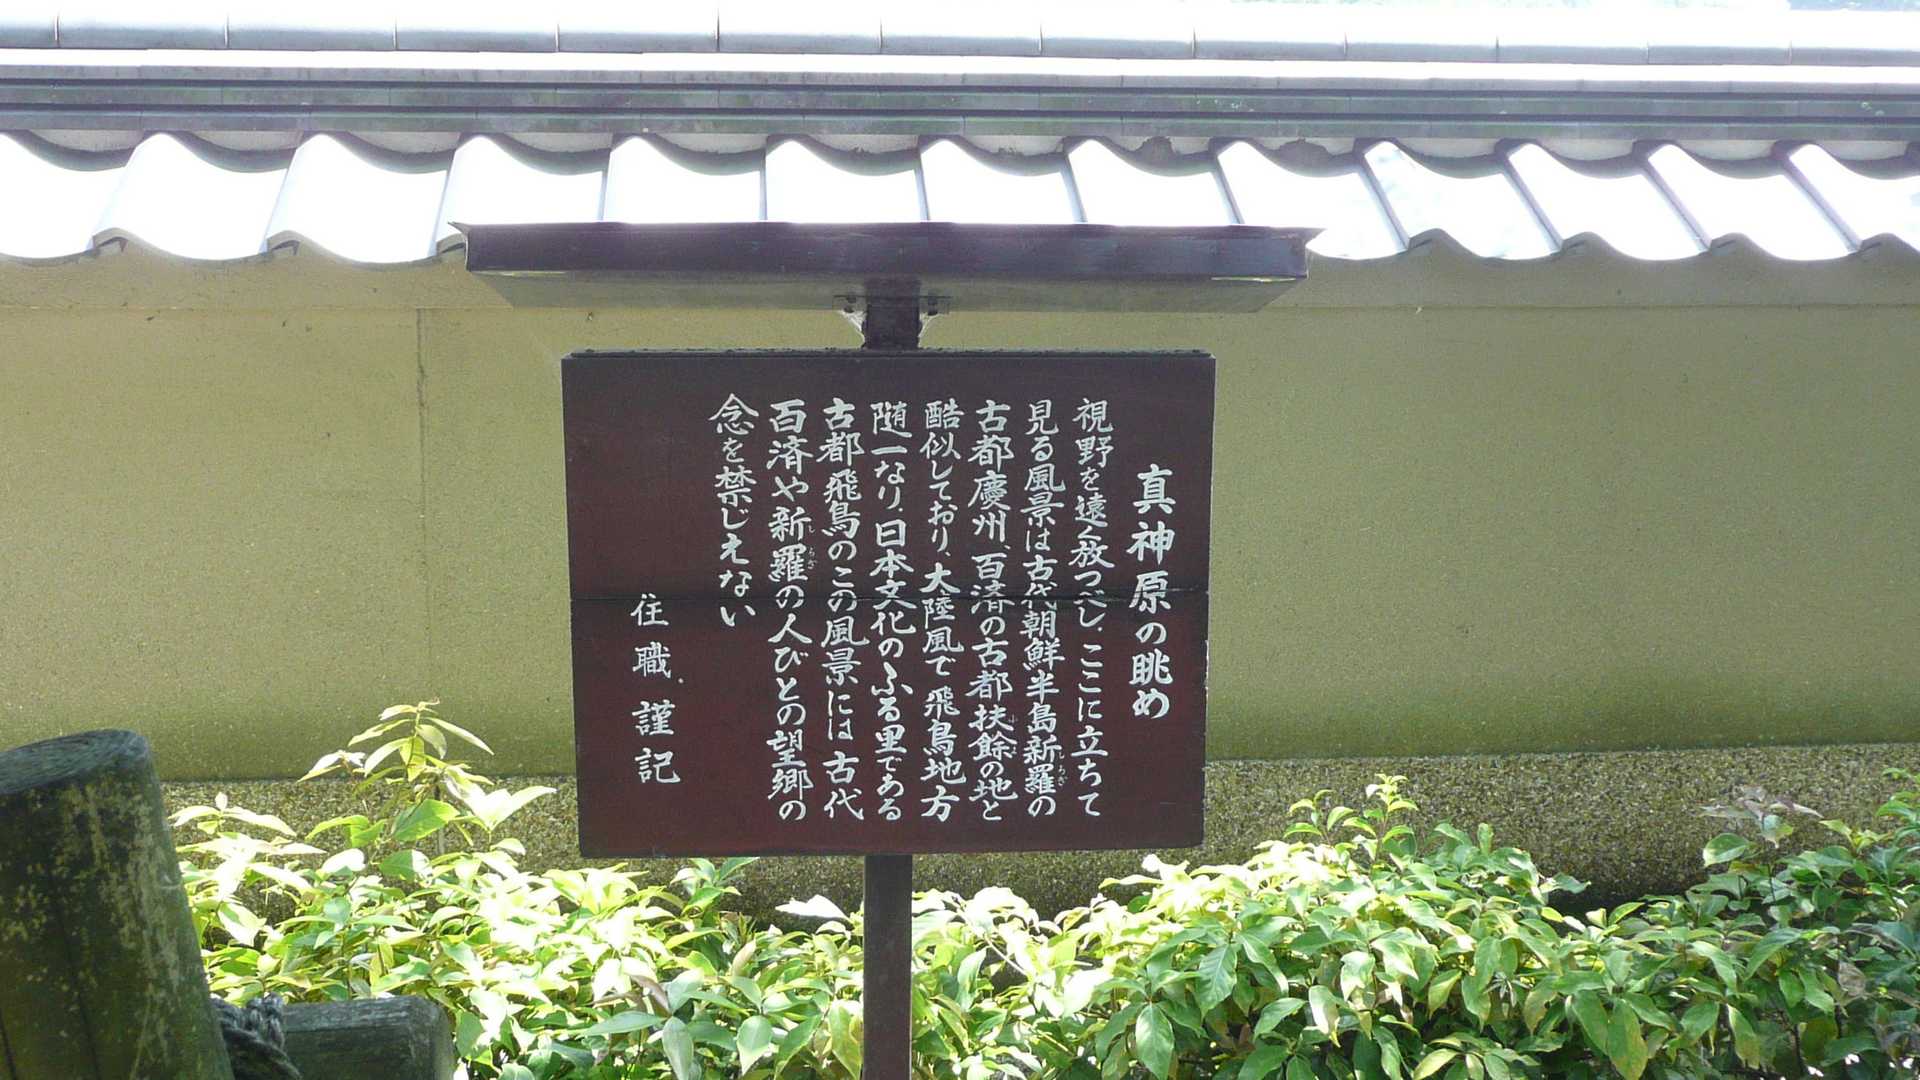 真神原の眺め
視野を遠く放つべし、ここに立ちて
見る風景は古代朝鮮半島新羅の
古都慶州、百済の古都扶餘の地と
酷似しており、大陸風で飛鳥地方
随一なり、日本文化のふる里である
古都飛鳥のこの風景には古代
百済や新羅の人びとの望郷の
念を禁じえない
住職 謹記